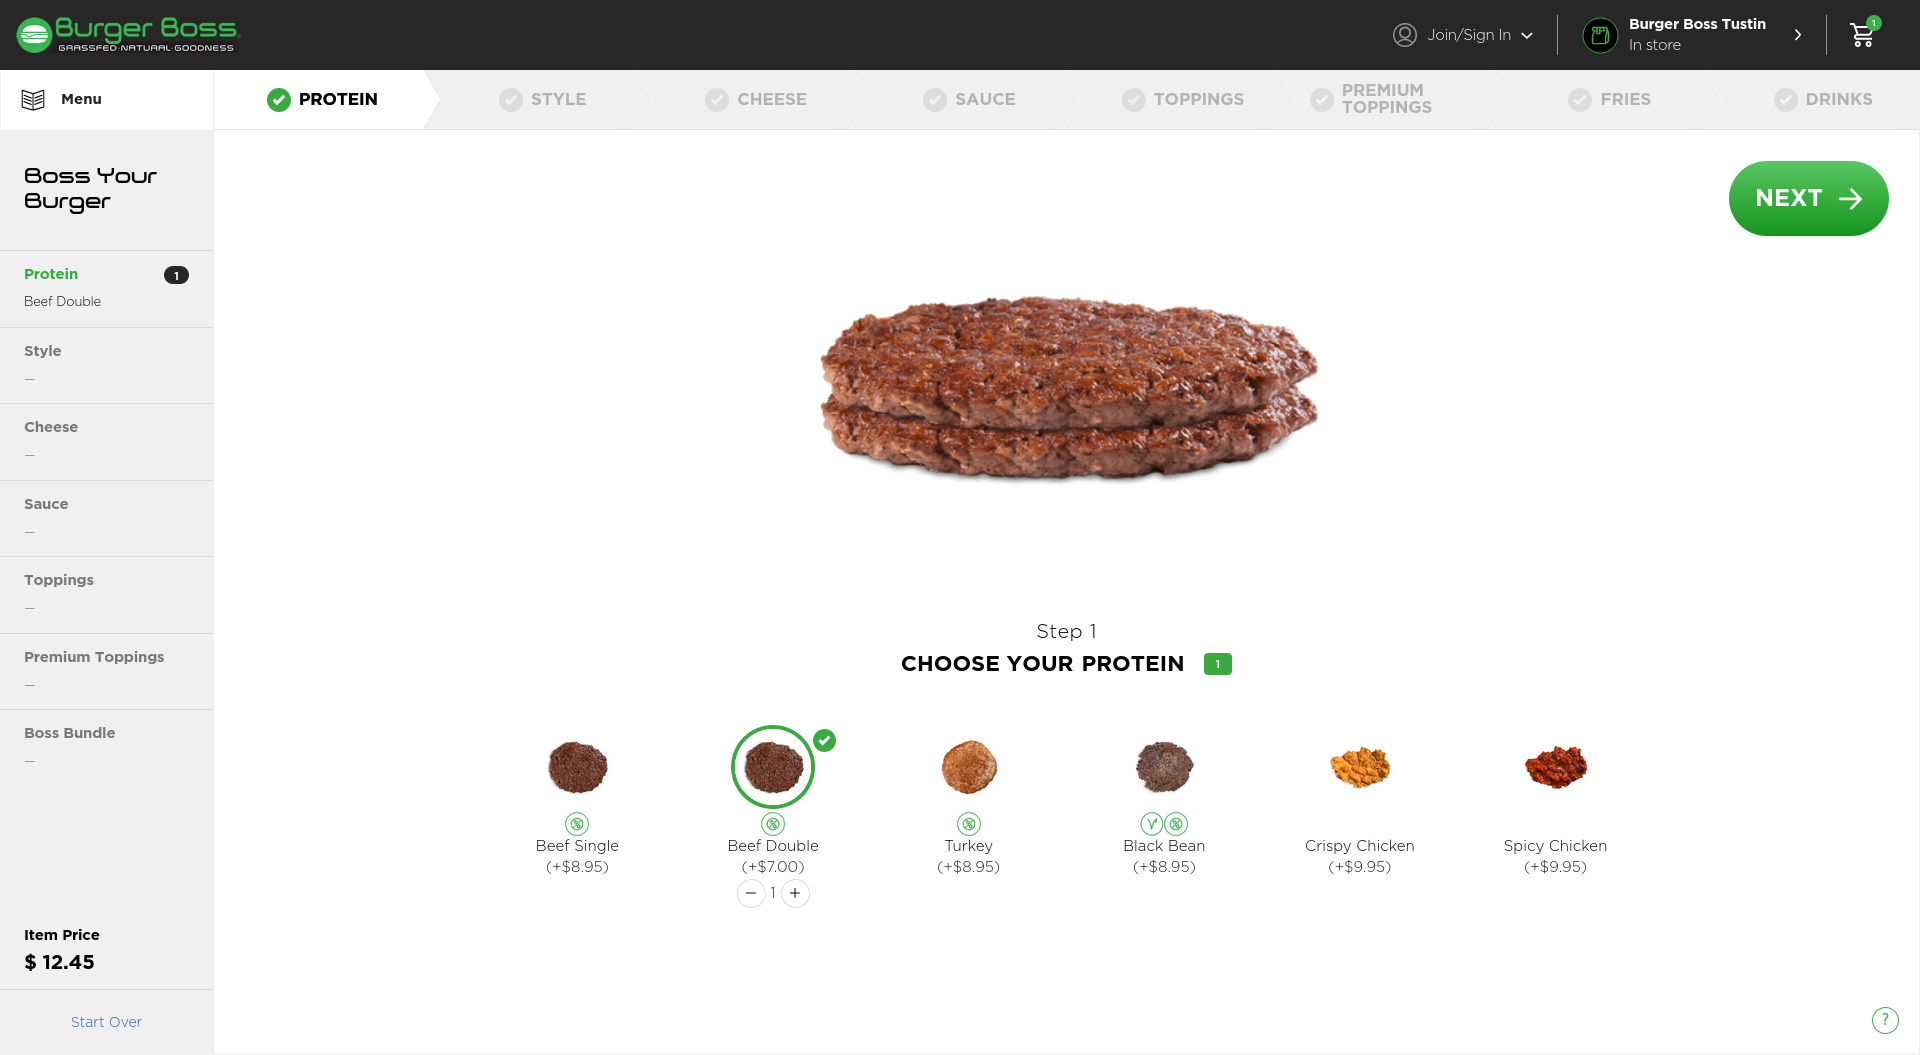 Burger Boss
GRASSFED·NATURAL·GOODNESS
Join/Sign In
Burger Boss Tustin
In store
1
Menu
PROTEIN
STYLE
CHEESE
SAUCE
TOPPINGS
PREMIUM
TOPPINGS
FRIES
DRINKS
Boss Your
Burger
Protein
1
Beef Double
Style
—
Cheese
—
Sauce
—
Toppings
—
Premium Toppings
—
Boss Bundle
—
Item Price
$ 12.45
Start Over
NEXT
Step 1
CHOOSE YOUR PROTEIN
1
Beef Single
(+$8.95)
Beef Double
(+$7.00)
1
Turkey
(+$8.95)
Black Bean
(+$8.95)
Crispy Chicken
(+$9.95)
Spicy Chicken
(+$9.95)
?